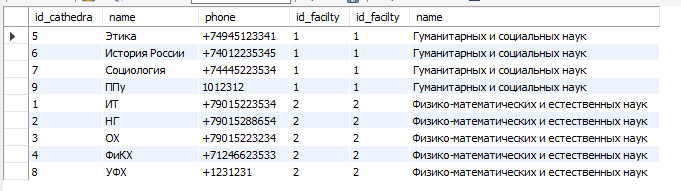 id_cathedra name phone id_facilty id_facilty name
5 Этика +74945123341 1 1 Гуманитарных и социальных наук
6 История России +74012235345 1 1 Гуманитарных и социальных наук
7 Социология +74445223534 1 1 Гуманитарных и социальных наук
9 ППу 1012312 1 1 Гуманитарных и социальных наук
1 ИТ +79015223534 2 2 Физико-математических и естественных наук
2 НГ +79015288654 2 2 Физико-математических и естественных наук
3 ОХ +79015223234 2 2 Физико-математических и естественных наук
4 ФиКХ +71246623533 2 2 Физико-математических и естественных наук
8 УФХ +1231231 2 2 Физико-математических и естественных наук